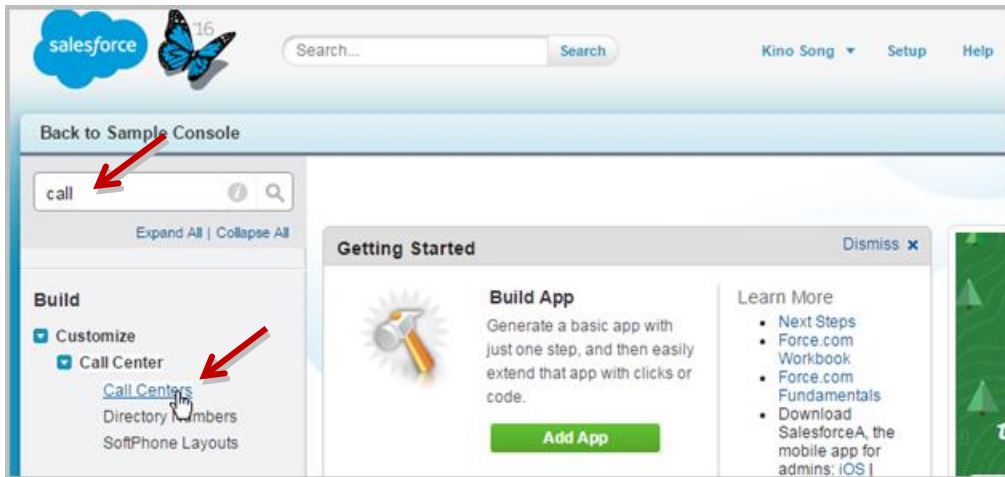 salesforce
'16
Search...
Search
Kino Song
Setup
Help
Back to Sample Console
call
Expand All | Collapse All
Build
Customize
Call Center
Call Centers
Directory Numbers
SoftPhone Layouts
Getting Started
Dismiss x
Build App
Generate a basic app with
just one step, and then easily
extend that app with clicks or
code.
Add App
Learn More
Next Steps
Force.com
Workbook
Force.com
Fundamentals
Download
SalesforceA, the
mobile app for
admins: iOS |